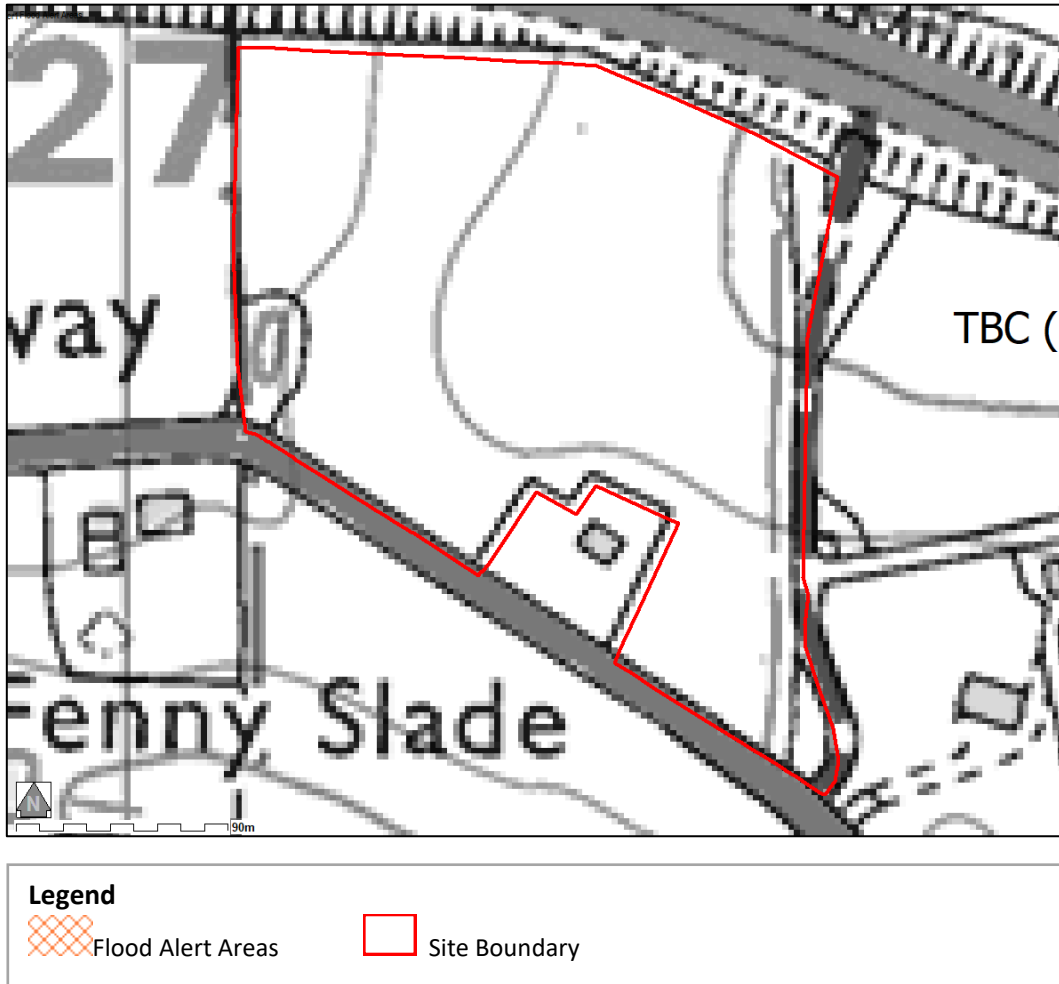 27
way
TBC (
Fenny Slade
N
90m
Legend
Flood Alert Areas
Site Boundary